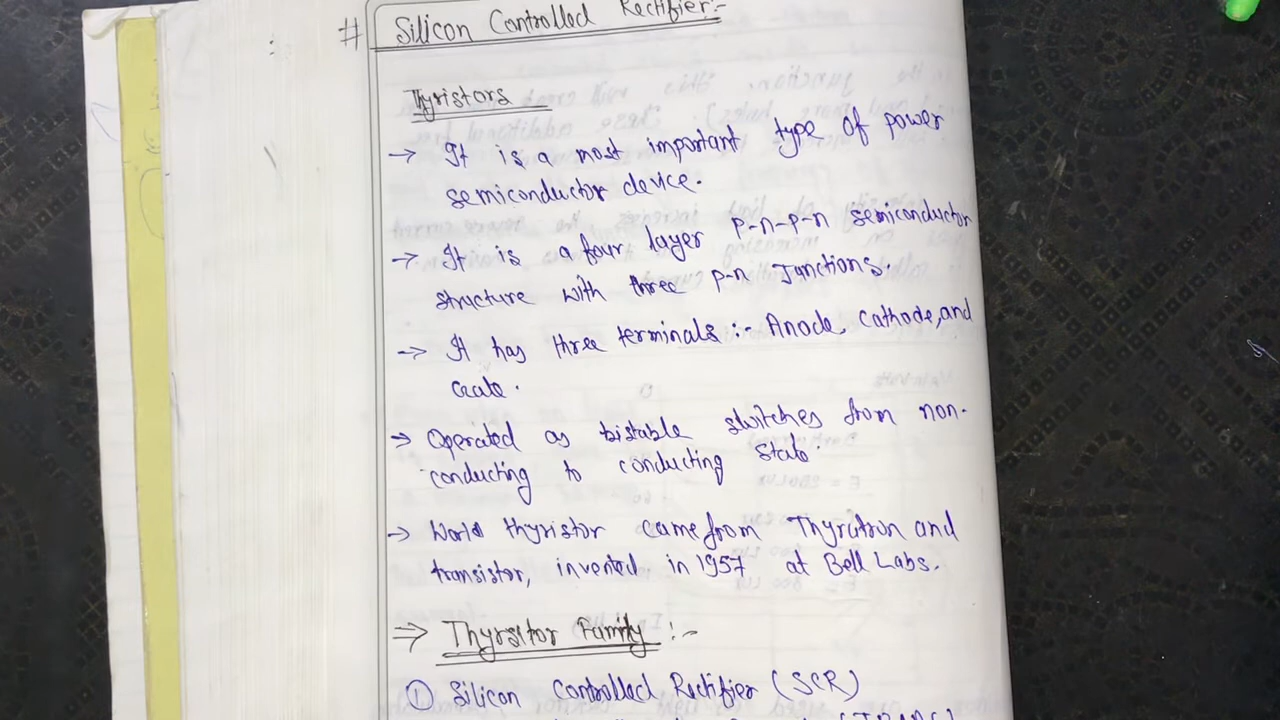 # Silicon Controlled Rectifier:-
Thyristors
→ It is a most important type of power
semiconductor device.
→ It is a four layer p-n-p-n semiconductor
structure with three p-n Junctions.
→ It has three terminals :- Anode, Cathode, and
Gate.
→ Operated as bistable switches from non-
conducting to conducting state.
→ World thyristor came from Thyratron and
transistor, invented in 1957 at Bell Labs.
⇒ Thyrsitor Family :-
① Silicon Controlled Rectifier (SCR)